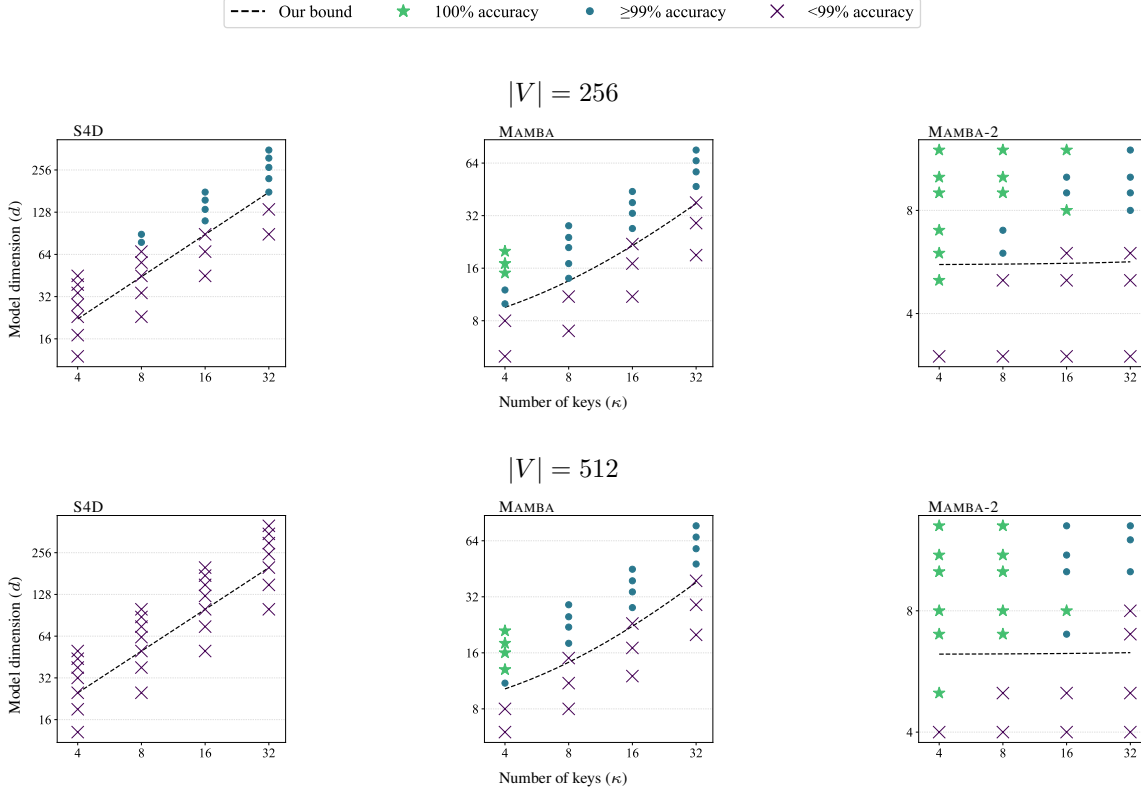 Our bound 100% accuracy ≥99% accuracy <99% accuracy
|V| = 256
S4D MAMBA MAMBA-2
256
128
64
32
16
4 8 16 32
Model dimension (d)
64
32
16
8
4 8 16 32
Number of keys (κ)
8
4
4 8 16 32
|V| = 512
S4D MAMBA MAMBA-2
256
128
64
32
16
4 8 16 32
Model dimension (d)
64
32
16
8
4 8 16 32
Number of keys (κ)
8
4
4 8 16 32